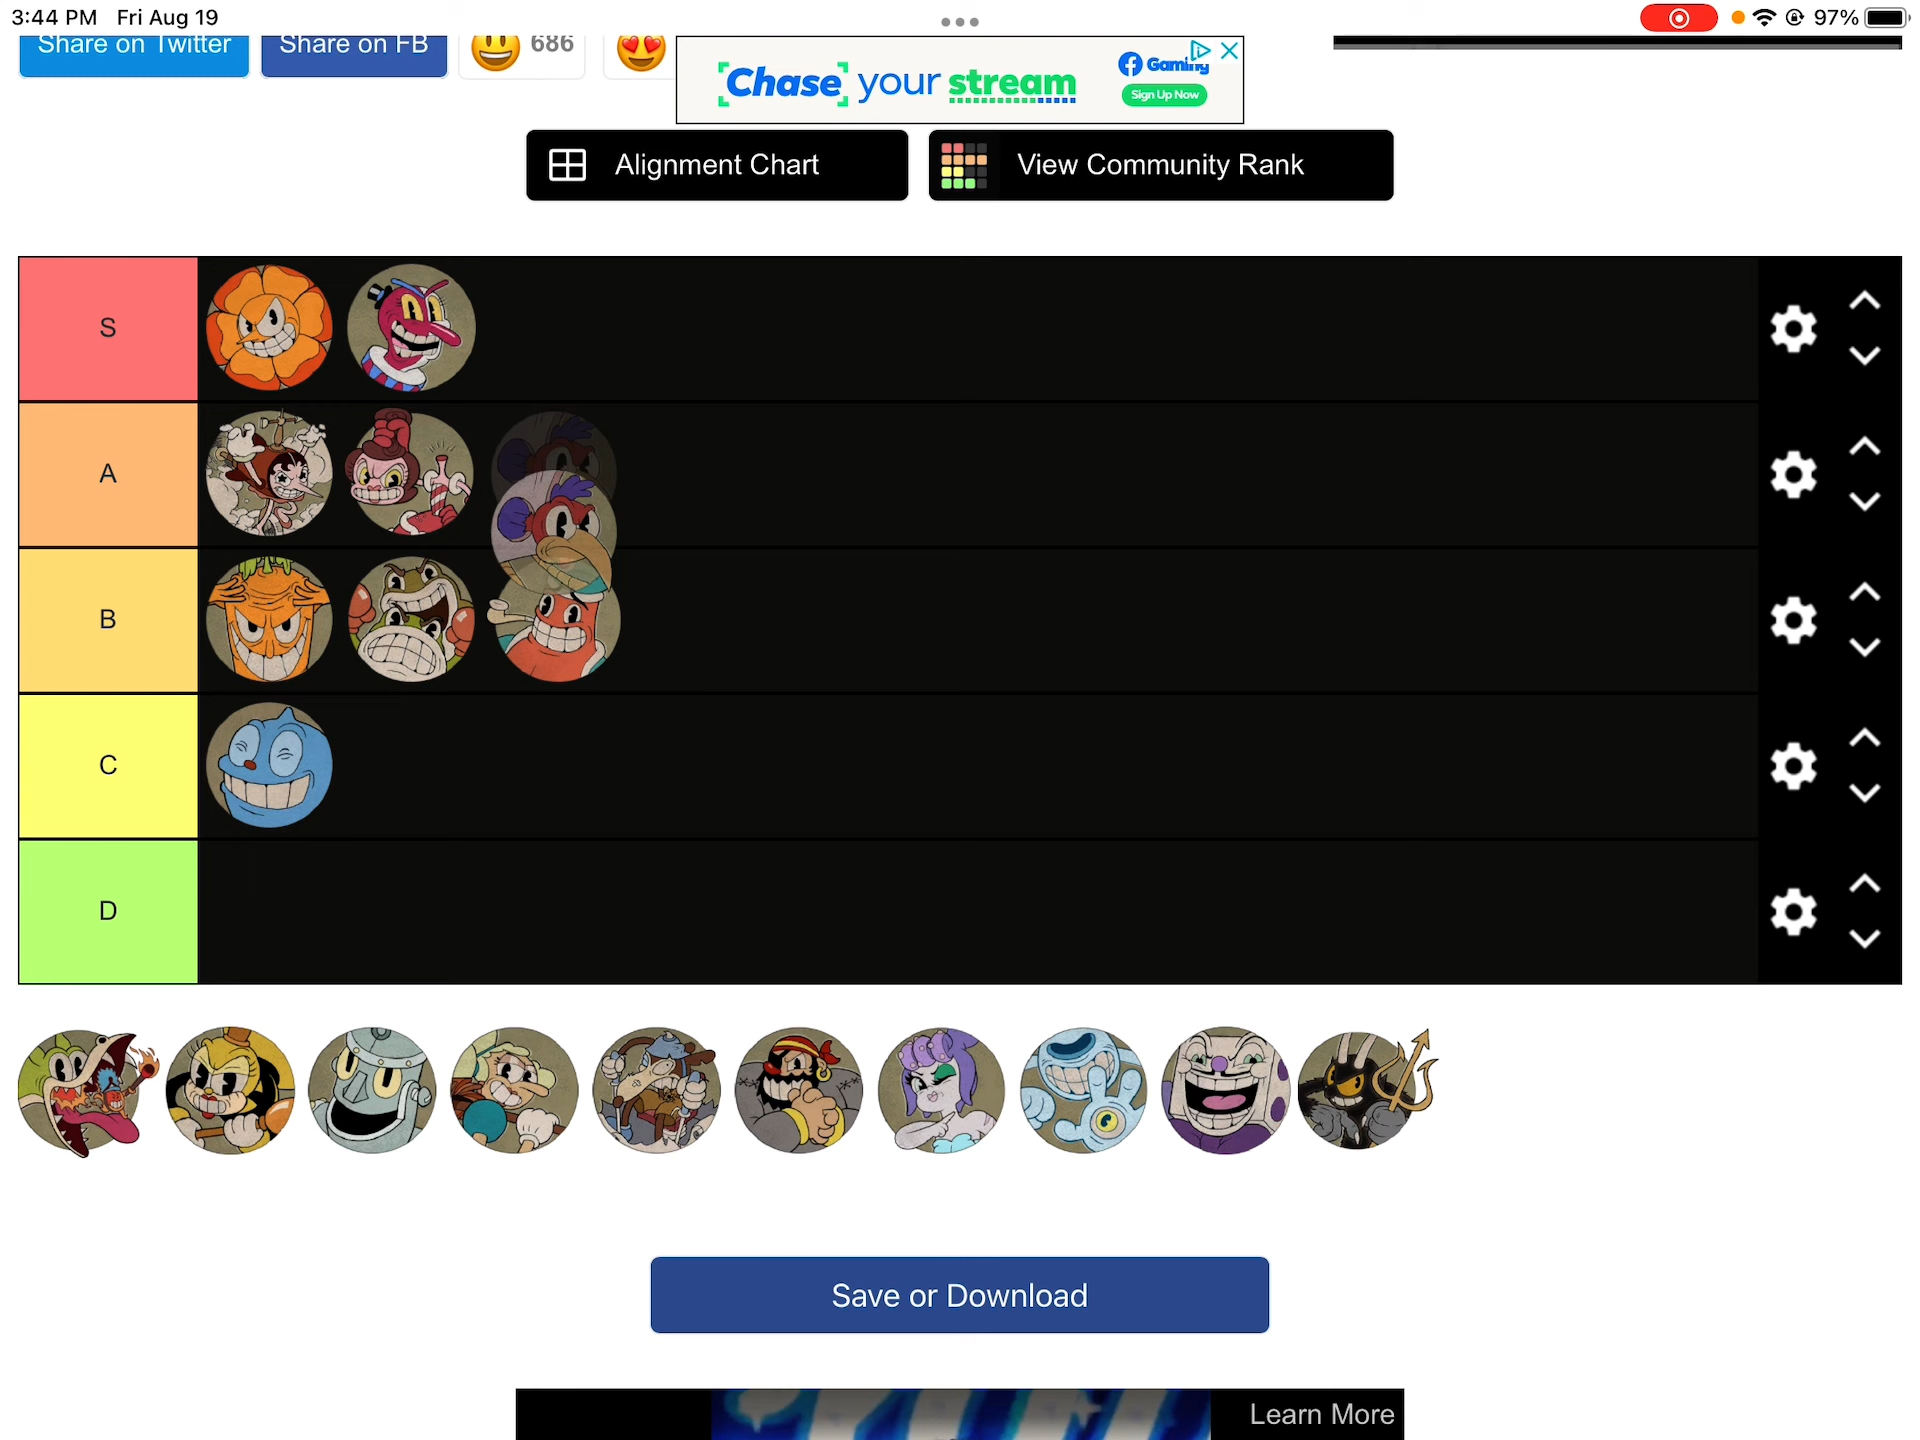 3:44 PM Fri Aug 19
97%
Share on Twitter
Share on FB
686
Chase your stream
Gaming
Sign Up Now
Alignment Chart
View Community Rank
S
A
B
C
D
Save or Download
Learn More